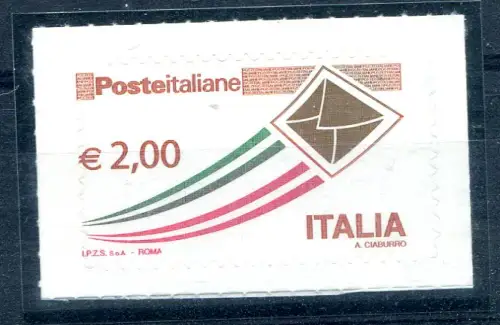 Posteitaliane
€ 2,00
ITALIA
A. CIABURRO
I.P.Z.S. S.p.A. - ROMA